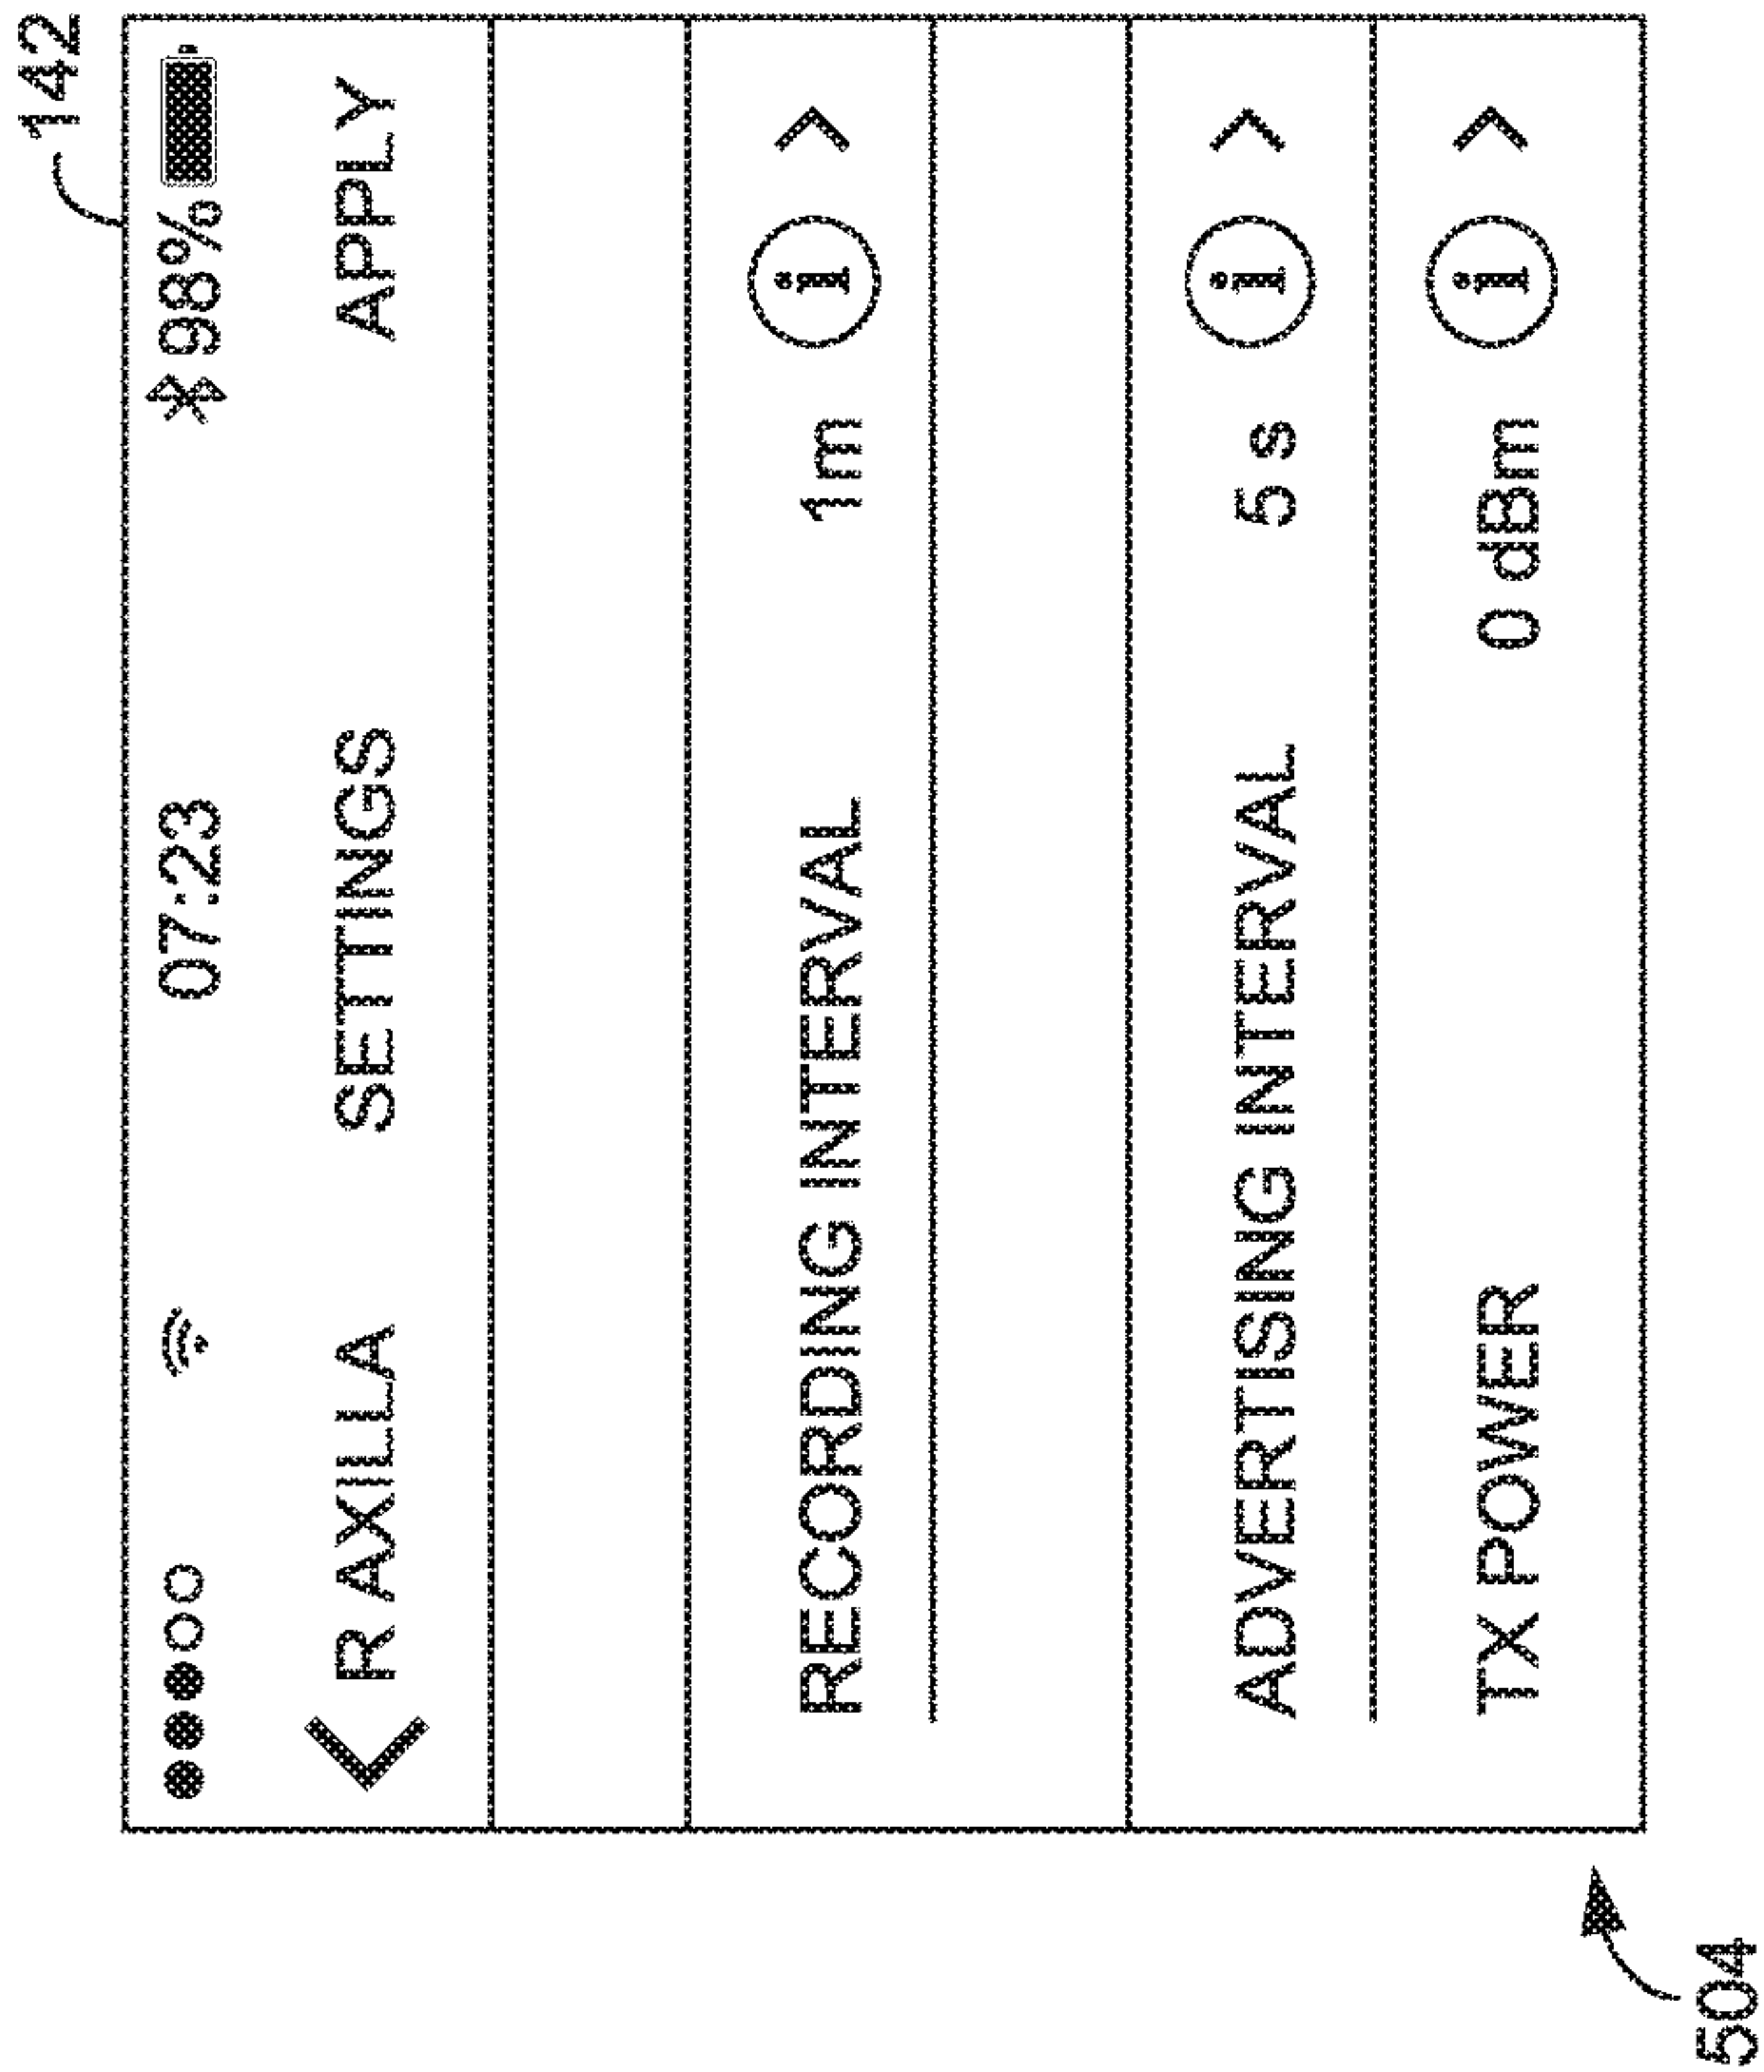 142
07:23 98%
R AXILLA SETTINGS APPLY
RECORDING INTERVAL 1m i
ADVERTISING INTERVAL 5 s i
TX POWER 0 dBm i
504